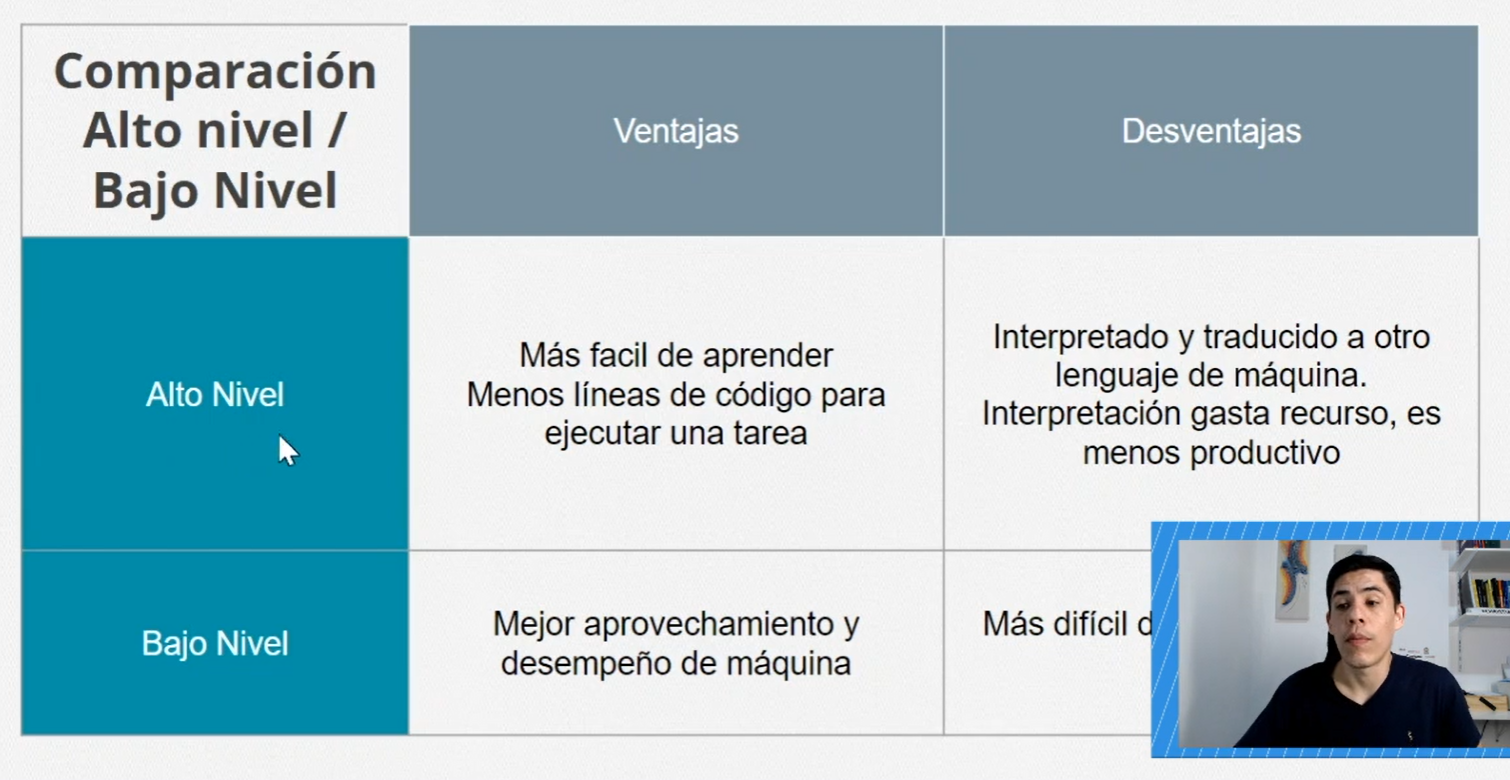 Comparación
Alto nivel /
Bajo Nivel
Ventajas
Desventajas
Alto Nivel
Más facil de aprender
Menos líneas de código para
ejecutar una tarea
Interpretado y traducido a otro
lenguaje de máquina.
Interpretación gasta recurso, es
menos productivo
Bajo Nivel
Mejor aprovechamiento y
desempeño de máquina
Más difícil